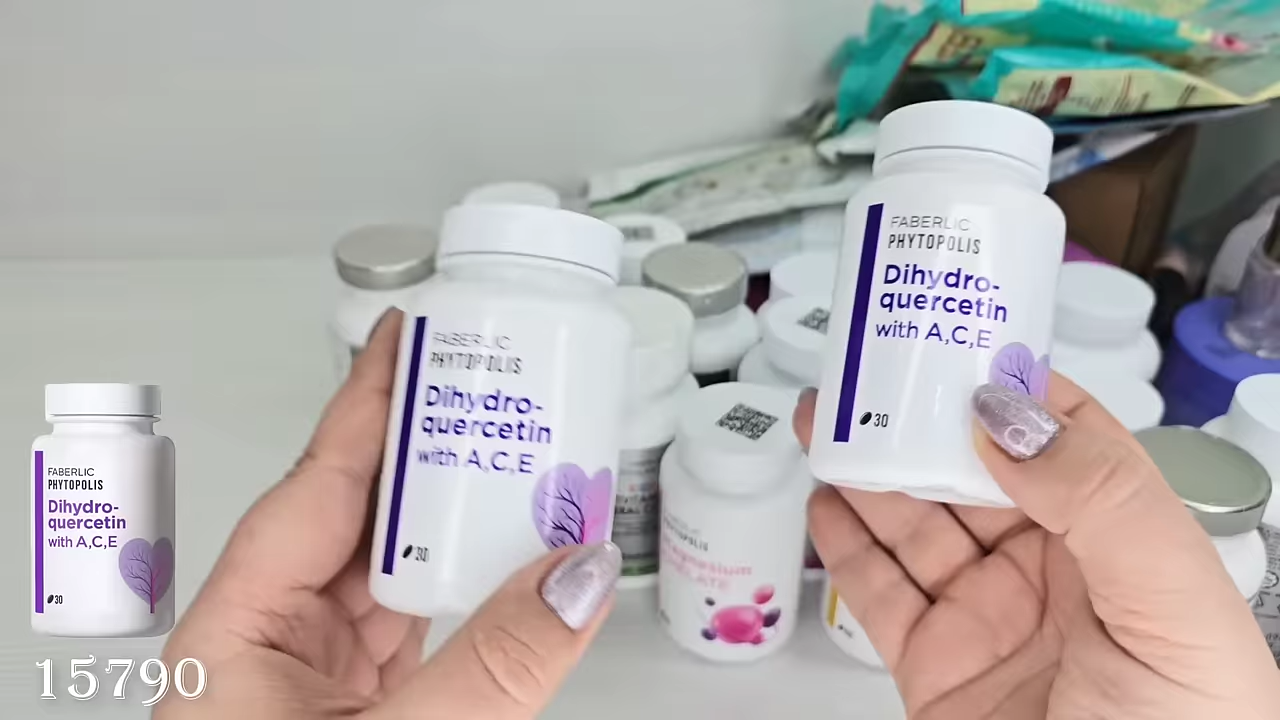 FABERLIC
PHYTOPOLIS
Dihydro-
quercetin
with A,C,E
30
FABERLIC
PHYTOPOLIS
Dihydro-
quercetin
with A,C,E
30
FABERLIC
PHYTOPOLIS
Dihydro-
quercetin
with A,C,E
30
15790